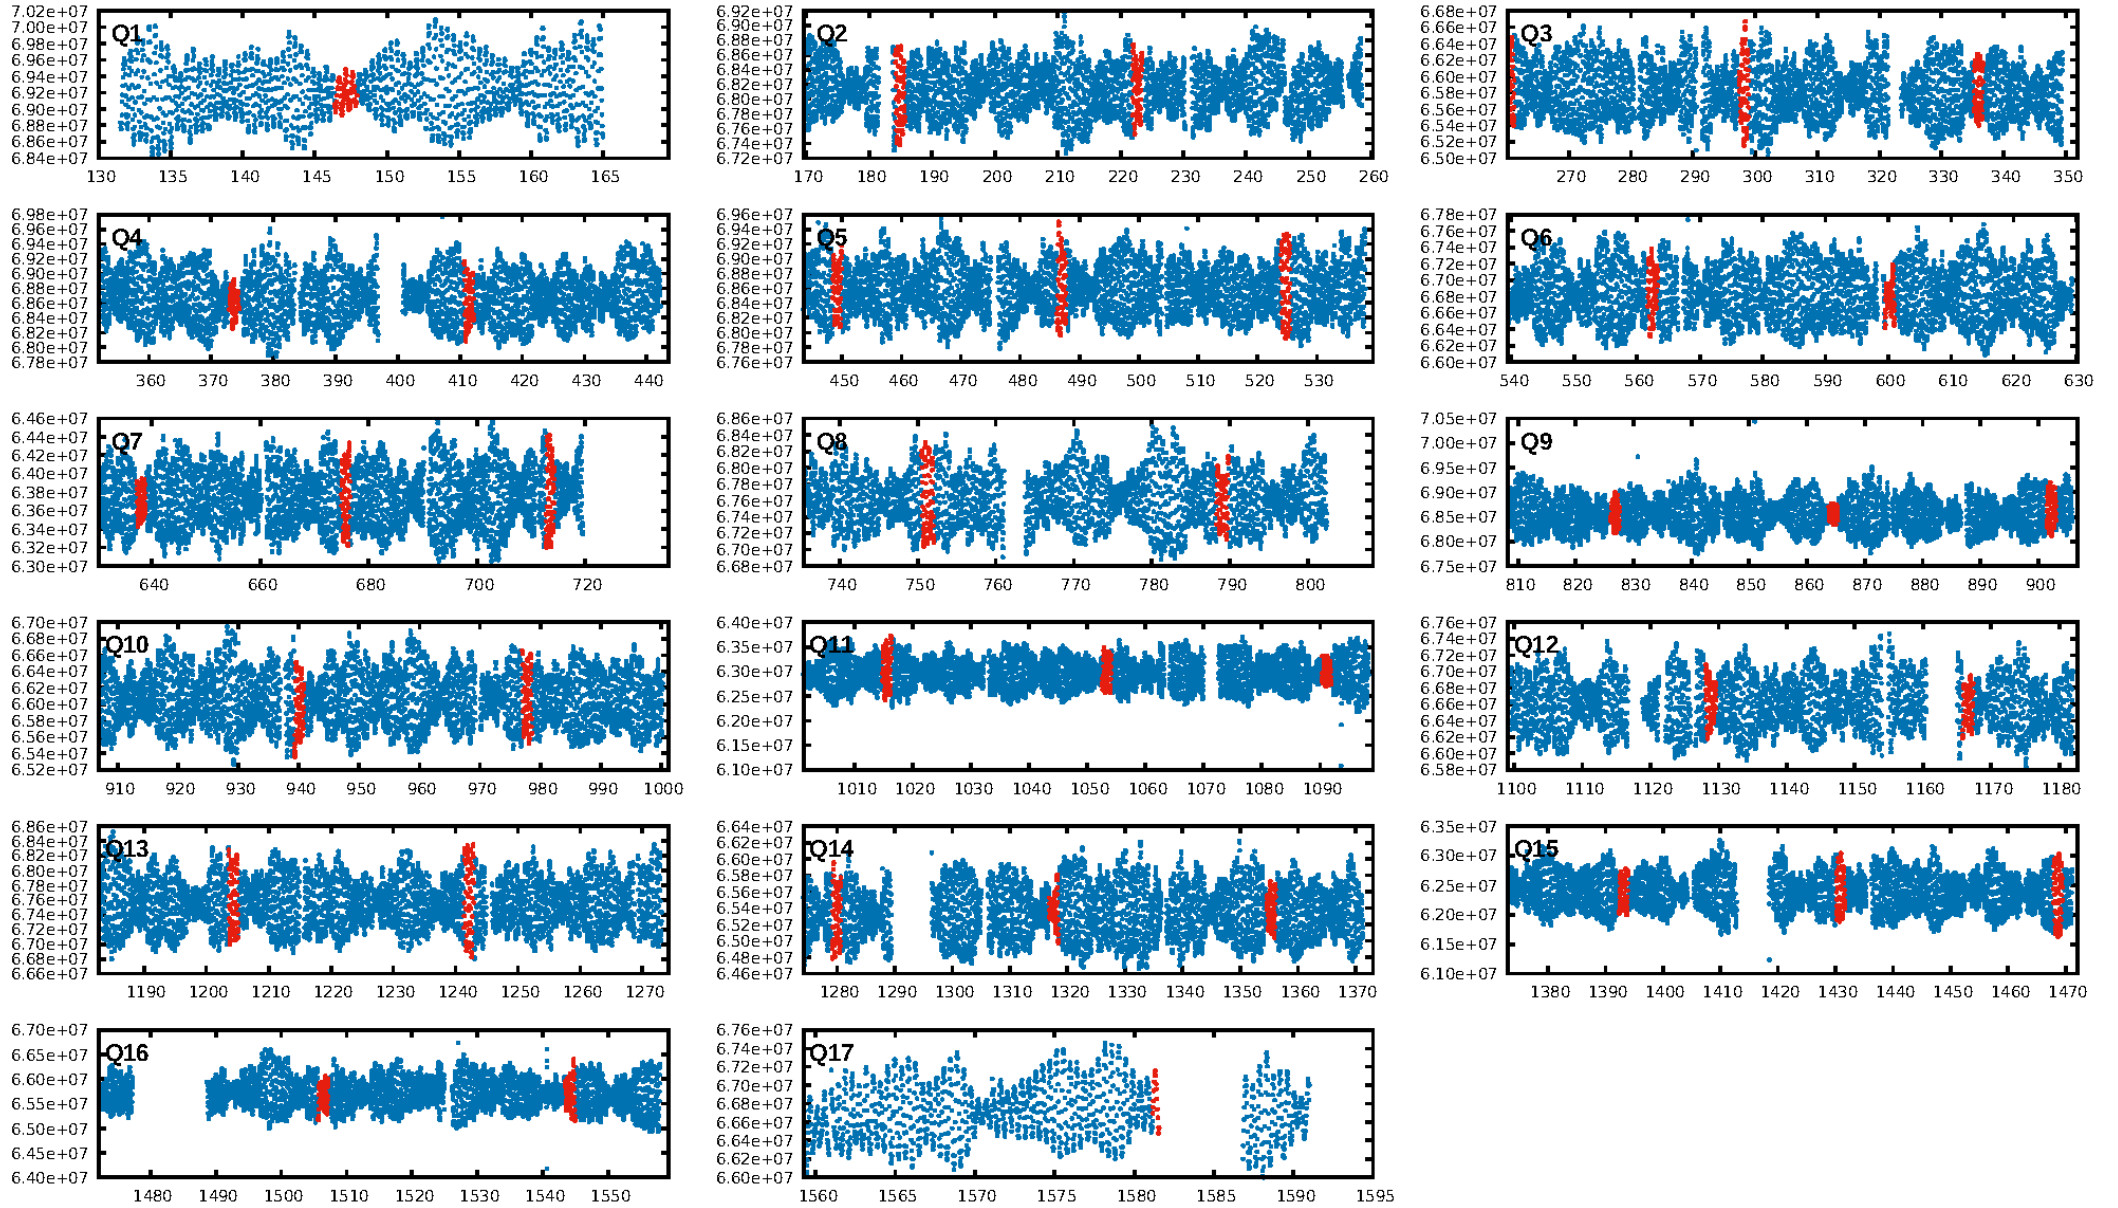 7.02e+07
7.00e+07
6.98e+07
6.96e+07
6.94e+07
6.92e+07
6.90e+07
6.88e+07
6.86e+07
6.84e+07
Q1
130 135 140 145 150 155 160 165
6.92e+07
6.90e+07
6.88e+07
6.86e+07
6.84e+07
6.82e+07
6.80e+07
6.78e+07
6.76e+07
6.74e+07
6.72e+07
Q2
170 180 190 200 210 220 230 240 250 260
6.68e+07
6.66e+07
6.64e+07
6.62e+07
6.60e+07
6.58e+07
6.56e+07
6.54e+07
6.52e+07
6.50e+07
Q3
270 280 290 300 310 320 330 340 350
6.98e+07
6.96e+07
6.94e+07
6.92e+07
6.90e+07
6.88e+07
6.86e+07
6.84e+07
6.82e+07
6.80e+07
6.78e+07
Q4
360 370 380 390 400 410 420 430 440
6.96e+07
6.94e+07
6.92e+07
6.90e+07
6.88e+07
6.86e+07
6.84e+07
6.82e+07
6.80e+07
6.78e+07
6.76e+07
Q5
450 460 470 480 490 500 510 520 530
6.78e+07
6.76e+07
6.74e+07
6.72e+07
6.70e+07
6.68e+07
6.66e+07
6.64e+07
6.62e+07
6.60e+07
Q6
540 550 560 570 580 590 600 610 620 630
6.46e+07
6.44e+07
6.42e+07
6.40e+07
6.38e+07
6.36e+07
6.34e+07
6.32e+07
6.30e+07
Q7
640 660 680 700 720
6.86e+07
6.84e+07
6.82e+07
6.80e+07
6.78e+07
6.76e+07
6.74e+07
6.72e+07
6.70e+07
6.68e+07
Q8
740 750 760 770 780 790 800
7.05e+07
7.00e+07
6.95e+07
6.90e+07
6.85e+07
6.80e+07
6.75e+07
Q9
810 820 830 840 850 860 870 880 890 900
6.70e+07
6.68e+07
6.66e+07
6.64e+07
6.62e+07
6.60e+07
6.58e+07
6.56e+07
6.54e+07
6.52e+07
Q10
910 920 930 940 950 960 970 980 990 1000
6.40e+07
6.35e+07
6.30e+07
6.25e+07
6.20e+07
6.15e+07
6.10e+07
Q11
1010 1020 1030 1040 1050 1060 1070 1080 1090
6.76e+07
6.74e+07
6.72e+07
6.70e+07
6.68e+07
6.66e+07
6.64e+07
6.62e+07
6.60e+07
6.58e+07
Q12
1100 1110 1120 1130 1140 1150 1160 1170 1180
6.86e+07
6.84e+07
6.82e+07
6.80e+07
6.78e+07
6.76e+07
6.74e+07
6.72e+07
6.70e+07
6.68e+07
6.66e+07
Q13
1190 1200 1210 1220 1230 1240 1250 1260 1270
6.64e+07
6.62e+07
6.60e+07
6.58e+07
6.56e+07
6.54e+07
6.52e+07
6.50e+07
6.48e+07
6.46e+07
Q14
1280 1290 1300 1310 1320 1330 1340 1350 1360 1370
6.35e+07
6.30e+07
6.25e+07
6.20e+07
6.15e+07
6.10e+07
Q15
1380 1390 1400 1410 1420 1430 1440 1450 1460 1470
6.70e+07
6.65e+07
6.60e+07
6.55e+07
6.50e+07
6.45e+07
6.40e+07
Q16
1480 1490 1500 1510 1520 1530 1540 1550
6.76e+07
6.74e+07
6.72e+07
6.70e+07
6.68e+07
6.66e+07
6.64e+07
6.62e+07
6.60e+07
Q17
1560 1565 1570 1575 1580 1585 1590 1595